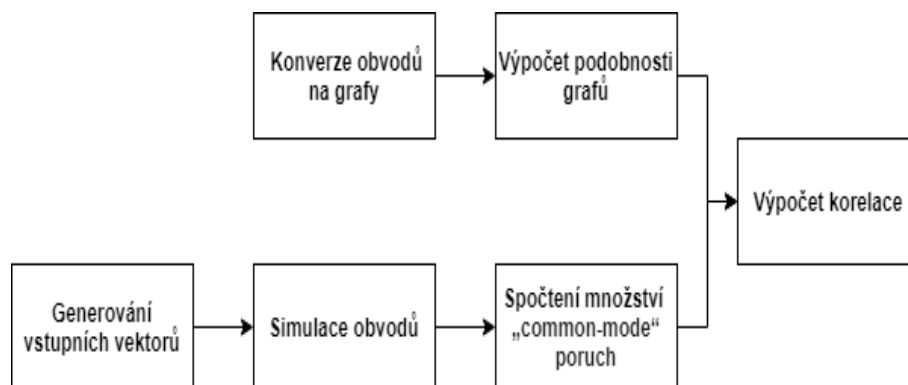 Konverze obvodů
na grafy
Výpočet podobnosti
grafů
Výpočet korelace
Generování
vstupních vektorů
Simulace obvodů
Spočtení množství
„common-mode“
poruch